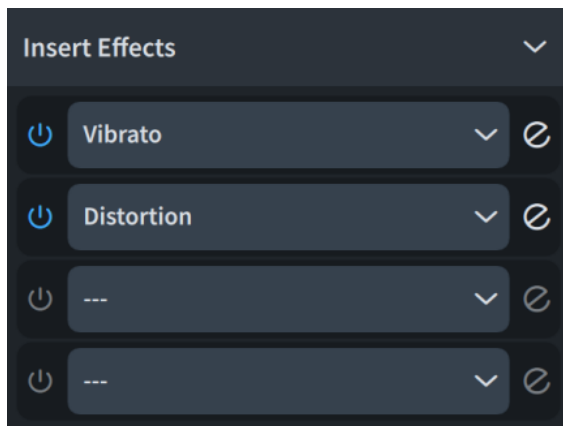 Insert Effects
Vibrato
Distortion
---
---